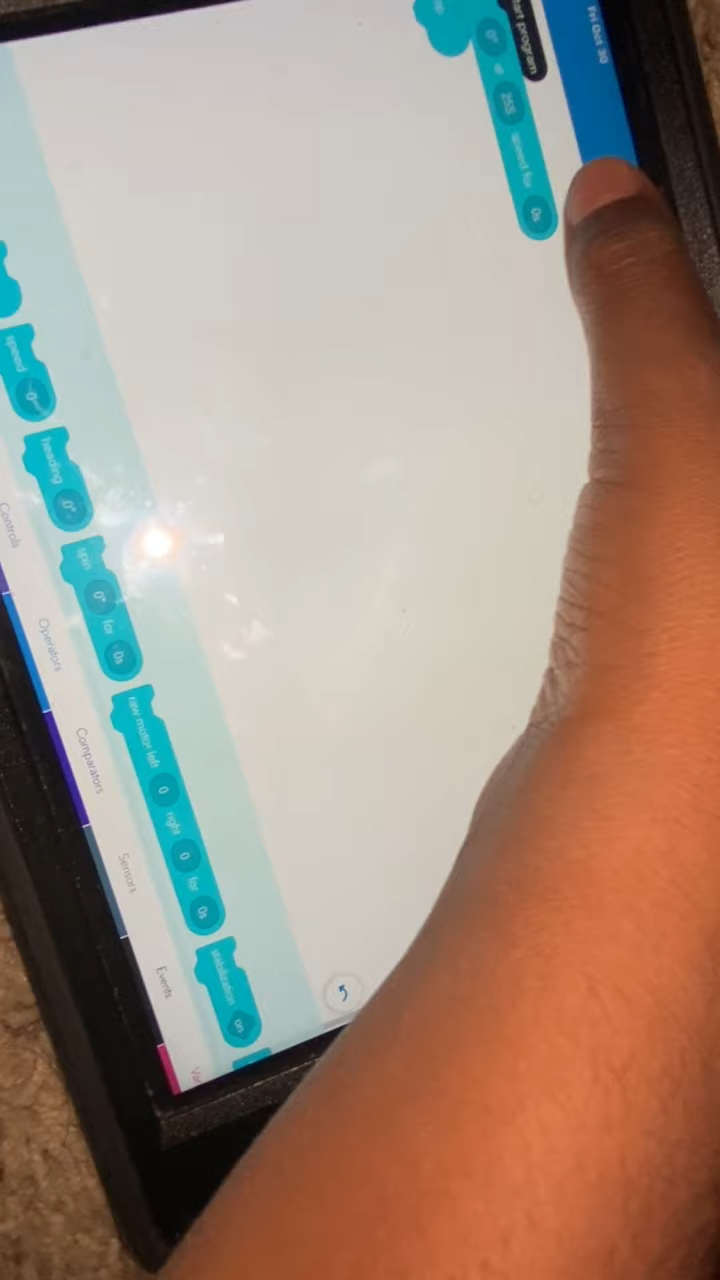 Fri Oct 30
program
0° at 255 speed for 0s
speed 0
heading 0°
spin 0° for 0s
raw motor left 0 right 0 for 0s
stabilization on
Controls
Operators
Comparators
Sensors
Events